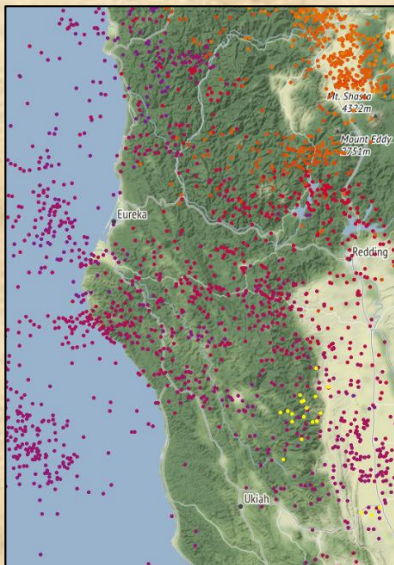 Mt. Shasta
4322m
Mount Eddy
2751m
Eureka
Redding
Ukiah